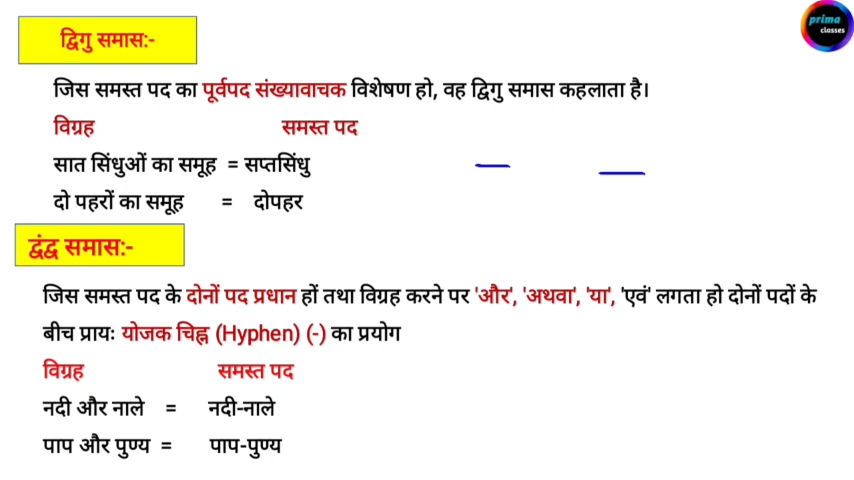 prima
classes
द्विगु समास:-
जिस समस्त पद का पूर्वपद संख्यावाचक विशेषण हो, वह द्विगु समास कहलाता है।
विग्रह समस्त पद
सात सिंधुओं का समूह = सप्तसिंधु
दो पहरों का समूह = दोपहर
द्वंद्व समास:-
जिस समस्त पद के दोनों पद प्रधान हों तथा विग्रह करने पर 'और', 'अथवा', 'या', 'एवं' लगता हो दोनों पदों के
बीच प्रायः योजक चिह्न (Hyphen) (-) का प्रयोग
विग्रह समस्त पद
नदी और नाले = नदी-नाले
पाप और पुण्य = पाप-पुण्य